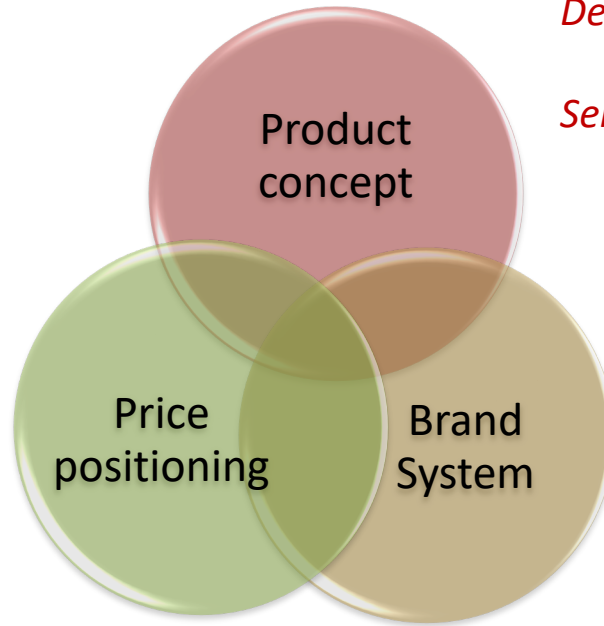 Product
concept
Price
positioning
Brand
System